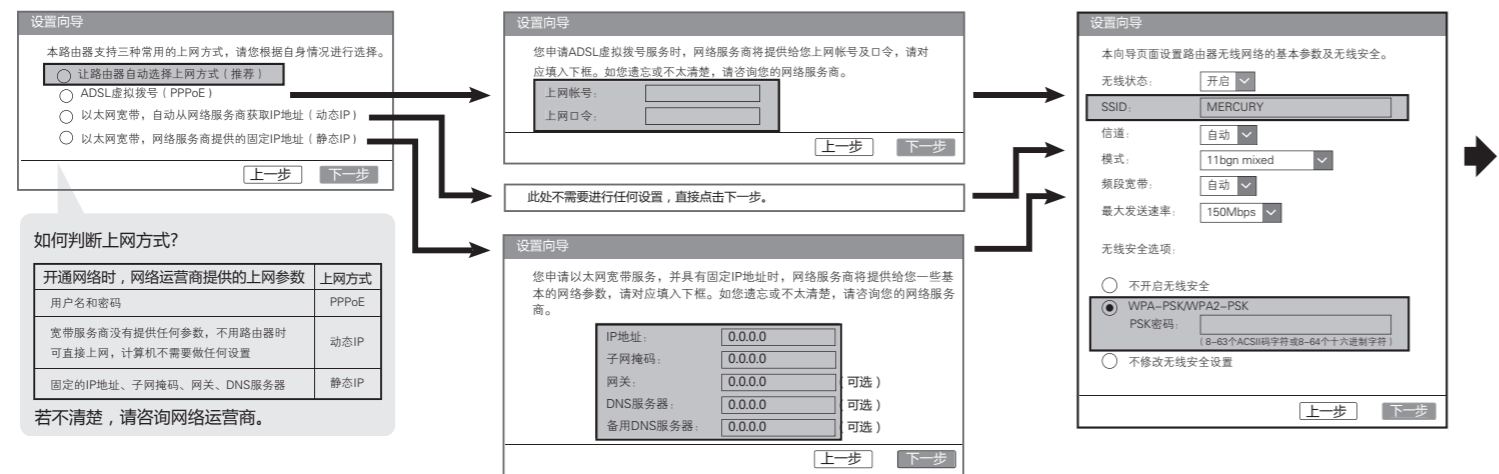 设置向导
本路由器支持三种常用的上网方式，请您根据自身情况进行选择。
让路由器自动选择上网方式（推荐）
ADSL虚拟拨号（PPPoE）
以太网宽带，自动从网络服务商获取IP地址（动态IP）
以太网宽带，网络服务商提供的固定IP地址（静态IP）
上一步 下一步
如何判断上网方式?
开通网络时，网络运营商提供的上网参数 上网方式
用户名和密码 PPPoE
宽带服务商没有提供任何参数，不用路由器时
可直接上网，计算机不需要做任何设置 动态IP
固定的IP地址、子网掩码、网关、DNS服务器 静态IP
若不清楚，请咨询网络运营商。
设置向导
您申请ADSL虚拟拨号服务时，网络服务商将提供给您上网帐号及口令，请对
应填入下框。如您遗忘或不太清楚，请咨询您的网络服务商。
上网帐号:
上网口令:
上一步 下一步
此处不需要进行任何设置，直接点击下一步。
设置向导
您申请以太网宽带服务，并具有固定IP地址时，网络服务商将提供给您一些基
本的网络参数，请对应填入下框。如您遗忘或不太清楚，请咨询您的网络服务
商。
IP地址: 0.0.0.0
子网掩码: 0.0.0.0
网关: 0.0.0.0 （可选）
DNS服务器: 0.0.0.0 （可选）
备用DNS服务器: 0.0.0.0 （可选）
上一步 下一步
设置向导
本向导页面设置路由器无线网络的基本参数及无线安全。
无线状态: 开启
SSID: MERCURY
信道: 自动
模式: 11bgn mixed
频段宽带: 自动
最大发送速率: 150Mbps
无线安全选项:
不开启无线安全
WPA-PSK/WPA2-PSK
PSK密码:
（8-63个ACSII码字符或8-64个十六进制字符）
不修改无线安全设置
上一步 下一步